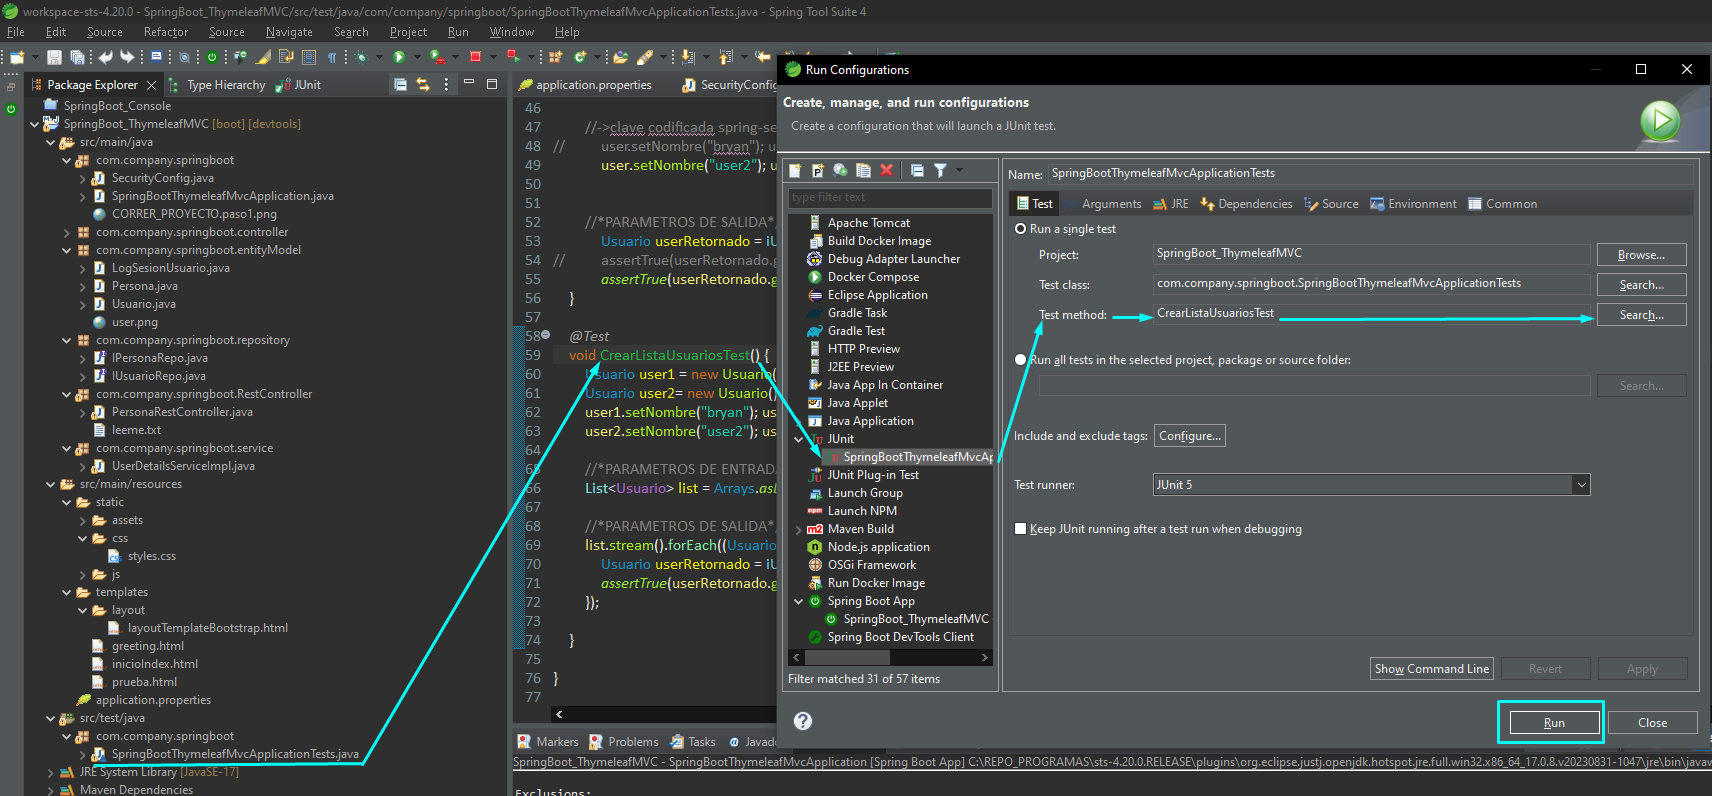 workspace-sts-4.20.0 - SpringBoot_ThymeleafMVC/src/test/java/com/company/springboot/SpringBootThymeleafMvcApplicationTests.java - Spring Tool Suite 4
File Edit Source Refactor Source Navigate Search Project Run Window Help
Package Explorer Type Hierarchy JUnit
SpringBoot_Console
SpringBoot_ThymeleafMVC [boot] [devtools]
src/main/java
com.company.springboot
SecurityConfig.java
SpringBootThymeleafMvcApplication.java
CORRER_PROYECTO.paso1.png
com.company.springboot.controller
com.company.springboot.entityModel
LogSesionUsuario.java
Persona.java
Usuario.java
user.png
com.company.springboot.repository
IPersonaRepo.java
IUsuarioRepo.java
com.company.springboot.RestController
PersonaRestController.java
leeme.txt
com.company.springboot.service
UserDetailsServiceImpl.java
src/main/resources
static
assets
css
styles.css
js
templates
layout
layoutTemplateBootstrap.html
greeting.html
inicioIndex.html
prueba.html
application.properties
src/test/java
com.company.springboot
SpringBootThymeleafMvcApplicationTests.java
JRE System Library [JavaSE-17]
Maven Dependencies
application.properties SecurityConfig
46
47 //->clave codificada spring-se
48 // user.setNombre("bryan"); u
49 user.setNombre("user2"); u
50
51
52 //*PARAMETROS DE SALIDA*
53 Usuario userRetornado = iU
54 // assertTrue(userRetornado.g
55 assertTrue(userRetornado.g
56 }
57
58 @Test
59 void CrearListaUsuariosTest() {
60 Usuario user1 = new Usuario(
61 Usuario user2= new Usuario()
62 user1.setNombre("bryan"); us
63 user2.setNombre("user2"); us
64
65 //*PARAMETROS DE ENTRADA
66 List<Usuario> list = Arrays.asL
67
68 //*PARAMETROS DE SALIDA*
69 list.stream().forEach((Usuario
70 Usuario userRetornado = iU
71 assertTrue(userRetornado.g
72 });
73
74 }
75
76 }
77
Markers Problems Tasks @ Javado
SpringBoot_ThymeleafMVC - SpringBootThymeleafMvcApplication [Spring Boot App] C:\REPO_PROGRAMAS\sts-4.20.0.RELEASE\plugins\org.eclipse.justj.openjdk.hotspot.jre.full.win32.x86_64_17.0.8.v20230831-1047\jre\bin\javaw
Exclusions:
Run Configurations
Create, manage, and run configurations
Create a configuration that will launch a JUnit test.
type filter text
Apache Tomcat
Build Docker Image
Debug Adapter Launcher
Docker Compose
Eclipse Application
Gradle Task
Gradle Test
HTTP Preview
J2EE Preview
Java App In Container
Java Applet
Java Application
JUnit
SpringBootThymeleafMvcAp
JUnit Plug-in Test
Launch Group
Launch NPM
Maven Build
Node.js application
OSGi Framework
Run Docker Image
Spring Boot App
SpringBoot_ThymeleafMVC
Spring Boot DevTools Client
Filter matched 31 of 57 items
Name: SpringBootThymeleafMvcApplicationTests
Test Arguments JRE Dependencies Source Environment Common
Run a single test
Project: SpringBoot_ThymeleafMVC Browse...
Test class: com.company.springboot.SpringBootThymeleafMvcApplicationTests Search...
Test method: CrearListaUsuariosTest Search...
Run all tests in the selected project, package or source folder:
Search...
Include and exclude tags: Configure...
Test runner: JUnit 5
Keep JUnit running after a test run when debugging
Show Command Line Revert Apply
Run Close